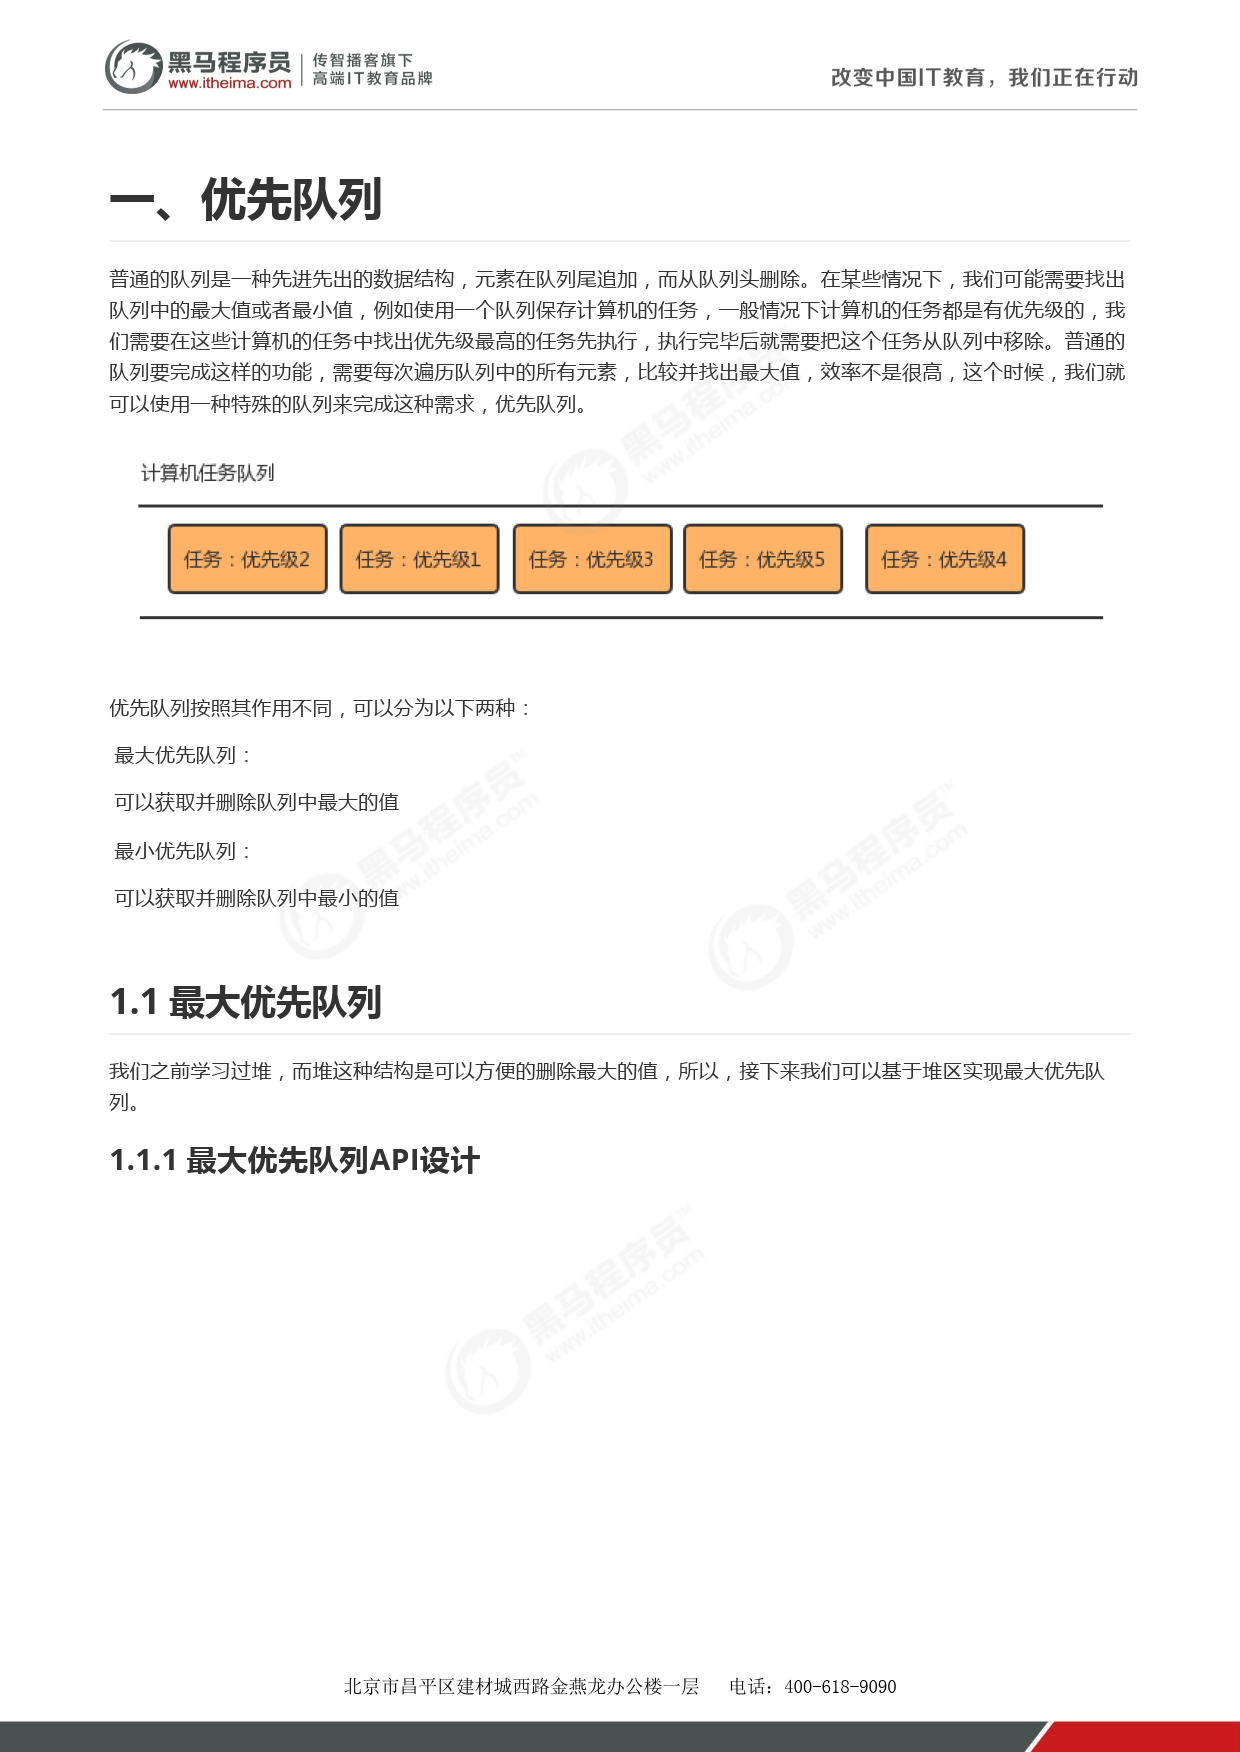 黑马程序员
www.itheima.com
传智播客旗下
高端IT教育品牌
改变中国IT教育，我们正在行动
一、优先队列
普通的队列是一种先进先出的数据结构，元素在队列尾追加，而从队列头删除。在某些情况下，我们可能需要找出
队列中的最大值或者最小值，例如使用一个队列保存计算机的任务，一般情况下计算机的任务都是有优先级的，我
们需要在这些计算机的任务中找出优先级最高的任务先执行，执行完毕后就需要把这个任务从队列中移除。普通的
队列要完成这样的功能，需要每次遍历队列中的所有元素，比较并找出最大值，效率不是很高，这个时候，我们就
可以使用一种特殊的队列来完成这种需求，优先队列。
计算机任务队列
任务：优先级2
任务：优先级1
任务：优先级3
任务：优先级5
任务：优先级4
优先队列按照其作用不同，可以分为以下两种：
最大优先队列：
可以获取并删除队列中最大的值
最小优先队列：
可以获取并删除队列中最小的值
1.1 最大优先队列
我们之前学习过堆，而堆这种结构是可以方便的删除最大的值，所以，接下来我们可以基于堆区实现最大优先队
列。
1.1.1 最大优先队列API设计
黑马程序员™
www.itheima.com
北京市昌平区建材城西路金燕龙办公楼一层 电话：400-618-9090